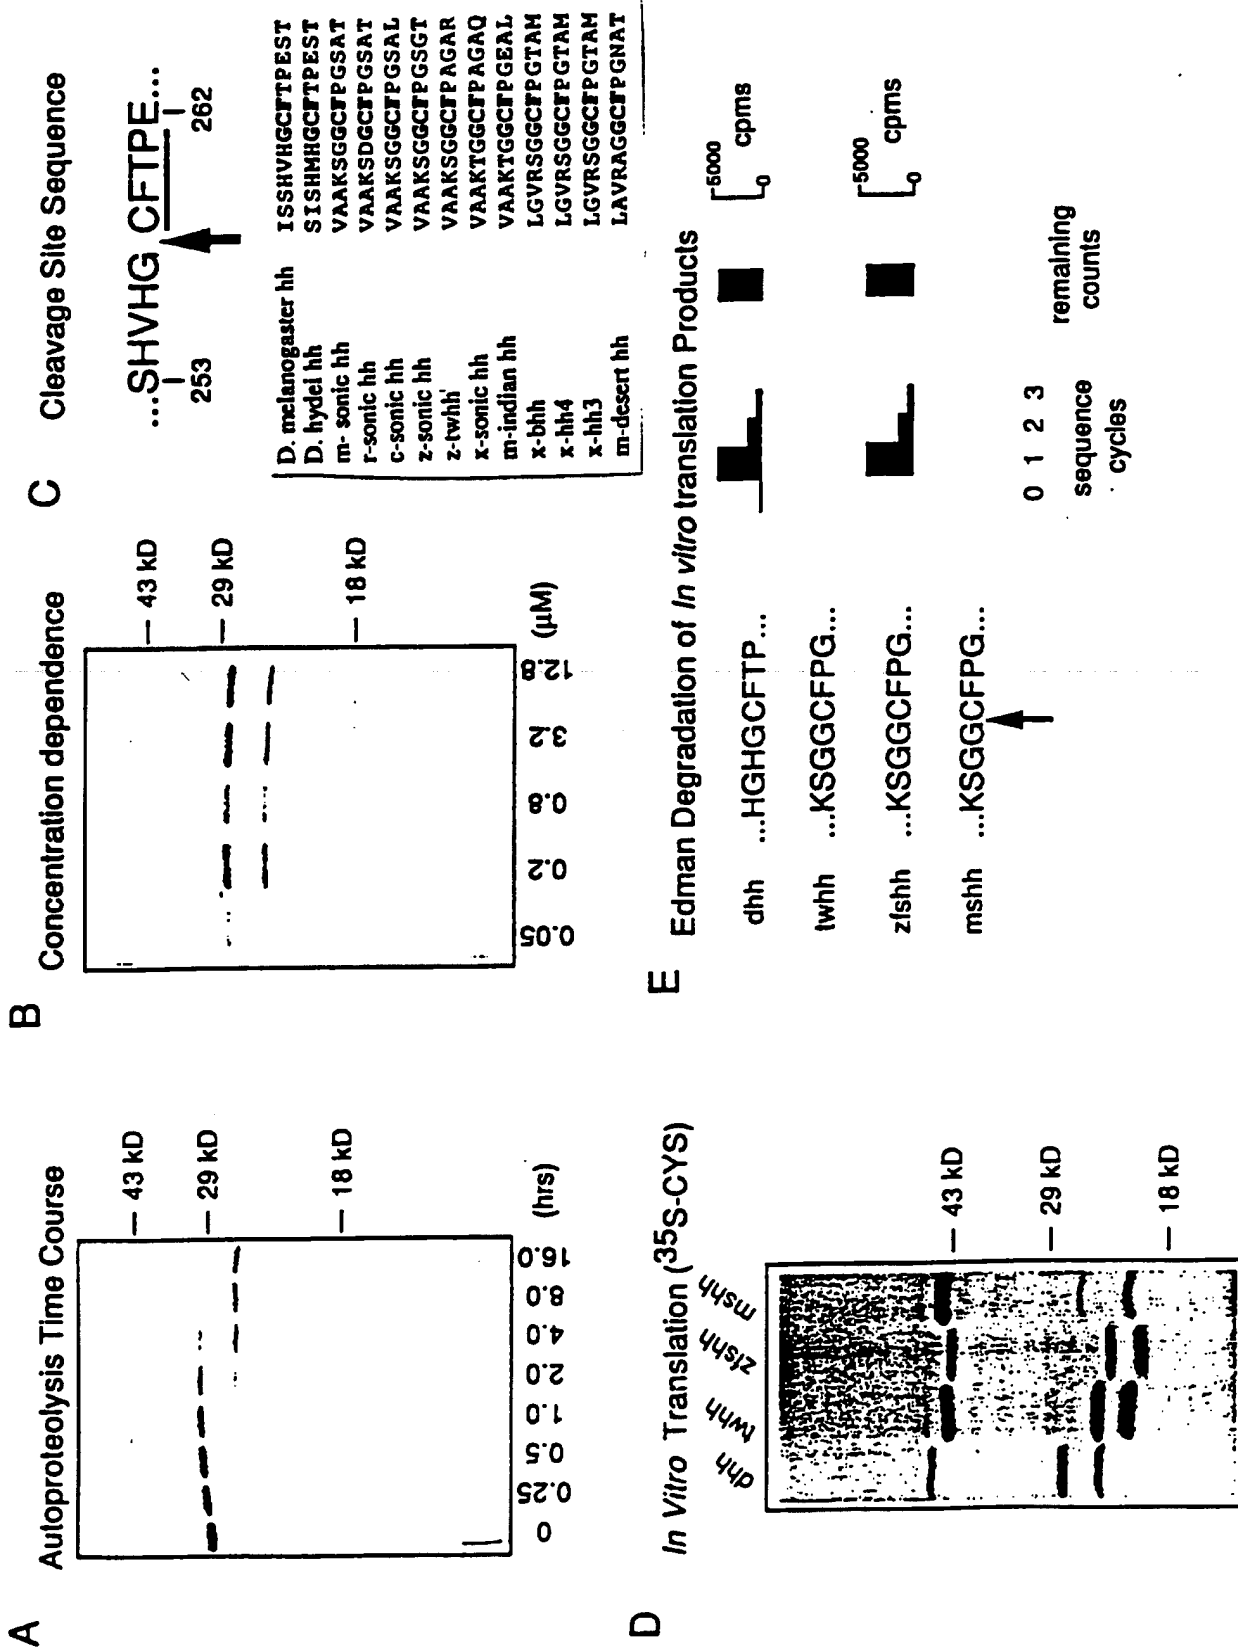 A
Autoproteolysis Time Course
43 kD
29 kD
18 kD
0 0.25 0.5 1.0 2.0 4.0 8.0 16.0 (hrs)
B
Concentration dependence
43 kD
29 kD
18 kD
0.05 0.2 0.8 3.2 12.8 (μM)
C
Cleavage Site Sequence
...SHVHG CFTPE...
253 262
D. melanogaster hh ISSHVHGCFTPEST
D. hydei hh SISHMHGCFTPEST
m- sonic hh VAAKSGGCFPGSAT
r-sonic hh VAAKSDGCFPGSAT
c-sonic hh VAAKSGGCFPGSAL
z-sonic hh VAAKSGGCFPGSGT
z-twhh' VAAKSGGCFPAGAR
x-sonic hh VAAKTGGCFPAGAQ
m-indian hh VAAKTGGCFPGEAL
x-bhh LGVRSGGCFPGTAM
x-hh4 LGVRSGGCFPGTAM
x-hh3 LGVRSGGCFPGTAM
m-desert hh LAVRAGGCFPGNAT
D
In Vitro Translation (35S-CYS)
dhh twhh zfshh mshh
43 kD
29 kD
18 kD
E
Edman Degradation of In vitro translation Products
dhh ...HGHGCFTP...
5000
cpms
0
twhh ...KSGGCFPG...
zfshh ...KSGGCFPG...
5000
cpms
0
mshh ...KSGGCFPG...
0 1 2 3
sequence
cycles
remaining
counts